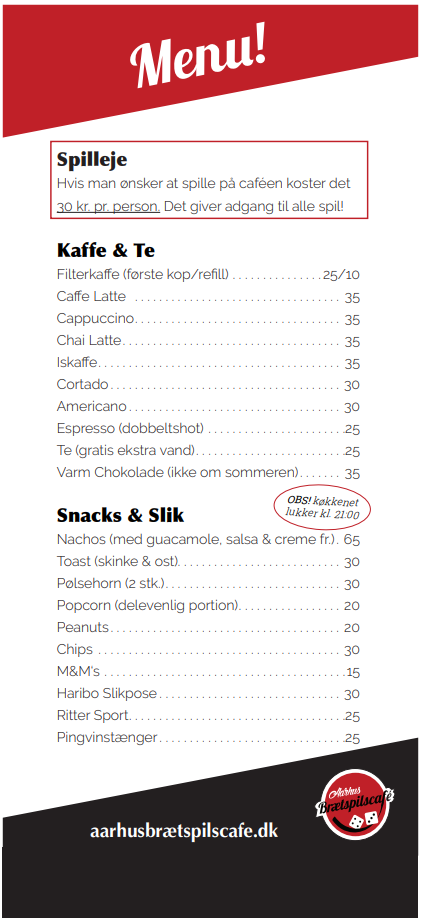 Menu!
Spilleje
Hvis man ønsker at spille på caféen koster det
30 kr. pr. person. Det giver adgang til alle spil!
Kaffe & Te
Filterkaffe (første kop/refill) . . . . . . . . . . . . . . . 25/10
Caffe Latte . . . . . . . . . . . . . . . . . . . . . . . . . . . . . . . . . . 35
Cappuccino . . . . . . . . . . . . . . . . . . . . . . . . . . . . . . . . . . 35
Chai Latte . . . . . . . . . . . . . . . . . . . . . . . . . . . . . . . . . . . . 35
Iskaffe . . . . . . . . . . . . . . . . . . . . . . . . . . . . . . . . . . . . . . . . 35
Cortado . . . . . . . . . . . . . . . . . . . . . . . . . . . . . . . . . . . . . . 30
Americano . . . . . . . . . . . . . . . . . . . . . . . . . . . . . . . . . . . 30
Espresso (dobbeltshot) . . . . . . . . . . . . . . . . . . . . . . . 25
Te (gratis ekstra vand) . . . . . . . . . . . . . . . . . . . . . . . . . 25
Varm Chokolade (ikke om sommeren) . . . . . . . 35
OBS! køkkenet
lukker kl. 21:00
Snacks & Slik
Nachos (med guacamole, salsa & creme fr.) . 65
Toast (skinke & ost) . . . . . . . . . . . . . . . . . . . . . . . . . . . 30
Pølsehorn (2 stk.) . . . . . . . . . . . . . . . . . . . . . . . . . . . . . 30
Popcorn (delevenlig portion) . . . . . . . . . . . . . . . . . 20
Peanuts . . . . . . . . . . . . . . . . . . . . . . . . . . . . . . . . . . . . . . 20
Chips . . . . . . . . . . . . . . . . . . . . . . . . . . . . . . . . . . . . . . . . 30
M&M's . . . . . . . . . . . . . . . . . . . . . . . . . . . . . . . . . . . . . . . . 15
Haribo Slikpose . . . . . . . . . . . . . . . . . . . . . . . . . . . . . . 30
Ritter Sport . . . . . . . . . . . . . . . . . . . . . . . . . . . . . . . . . . . . 25
Pingvinstænger . . . . . . . . . . . . . . . . . . . . . . . . . . . . . . . 25
Aarhus
Brætspilscafé
aarhusbrætspilscafe.dk